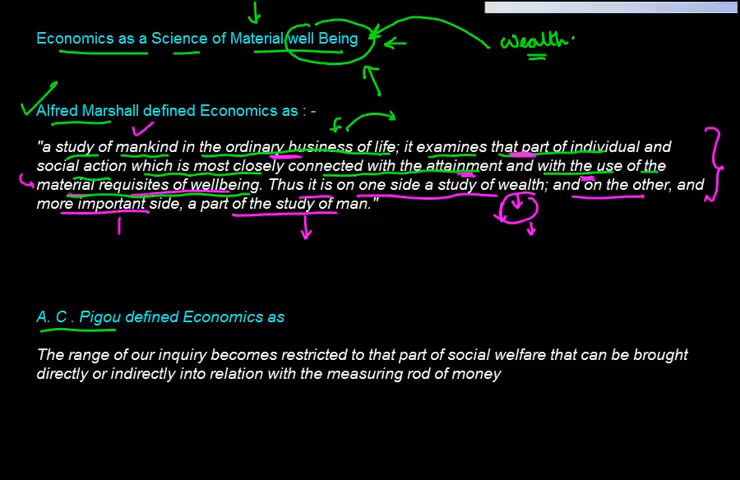 Economics as a Science of Material well Being
wealth.
Alfred Marshall defined Economics as : -
"a study of mankind in the ordinary business of life; it examines that part of individual and
social action which is most closely connected with the attainment and with the use of the
material requisites of wellbeing. Thus it is on one side a study of wealth; and on the other, and
more important side, a part of the study of man."
A. C . Pigou defined Economics as
The range of our inquiry becomes restricted to that part of social welfare that can be brought
directly or indirectly into relation with the measuring rod of money